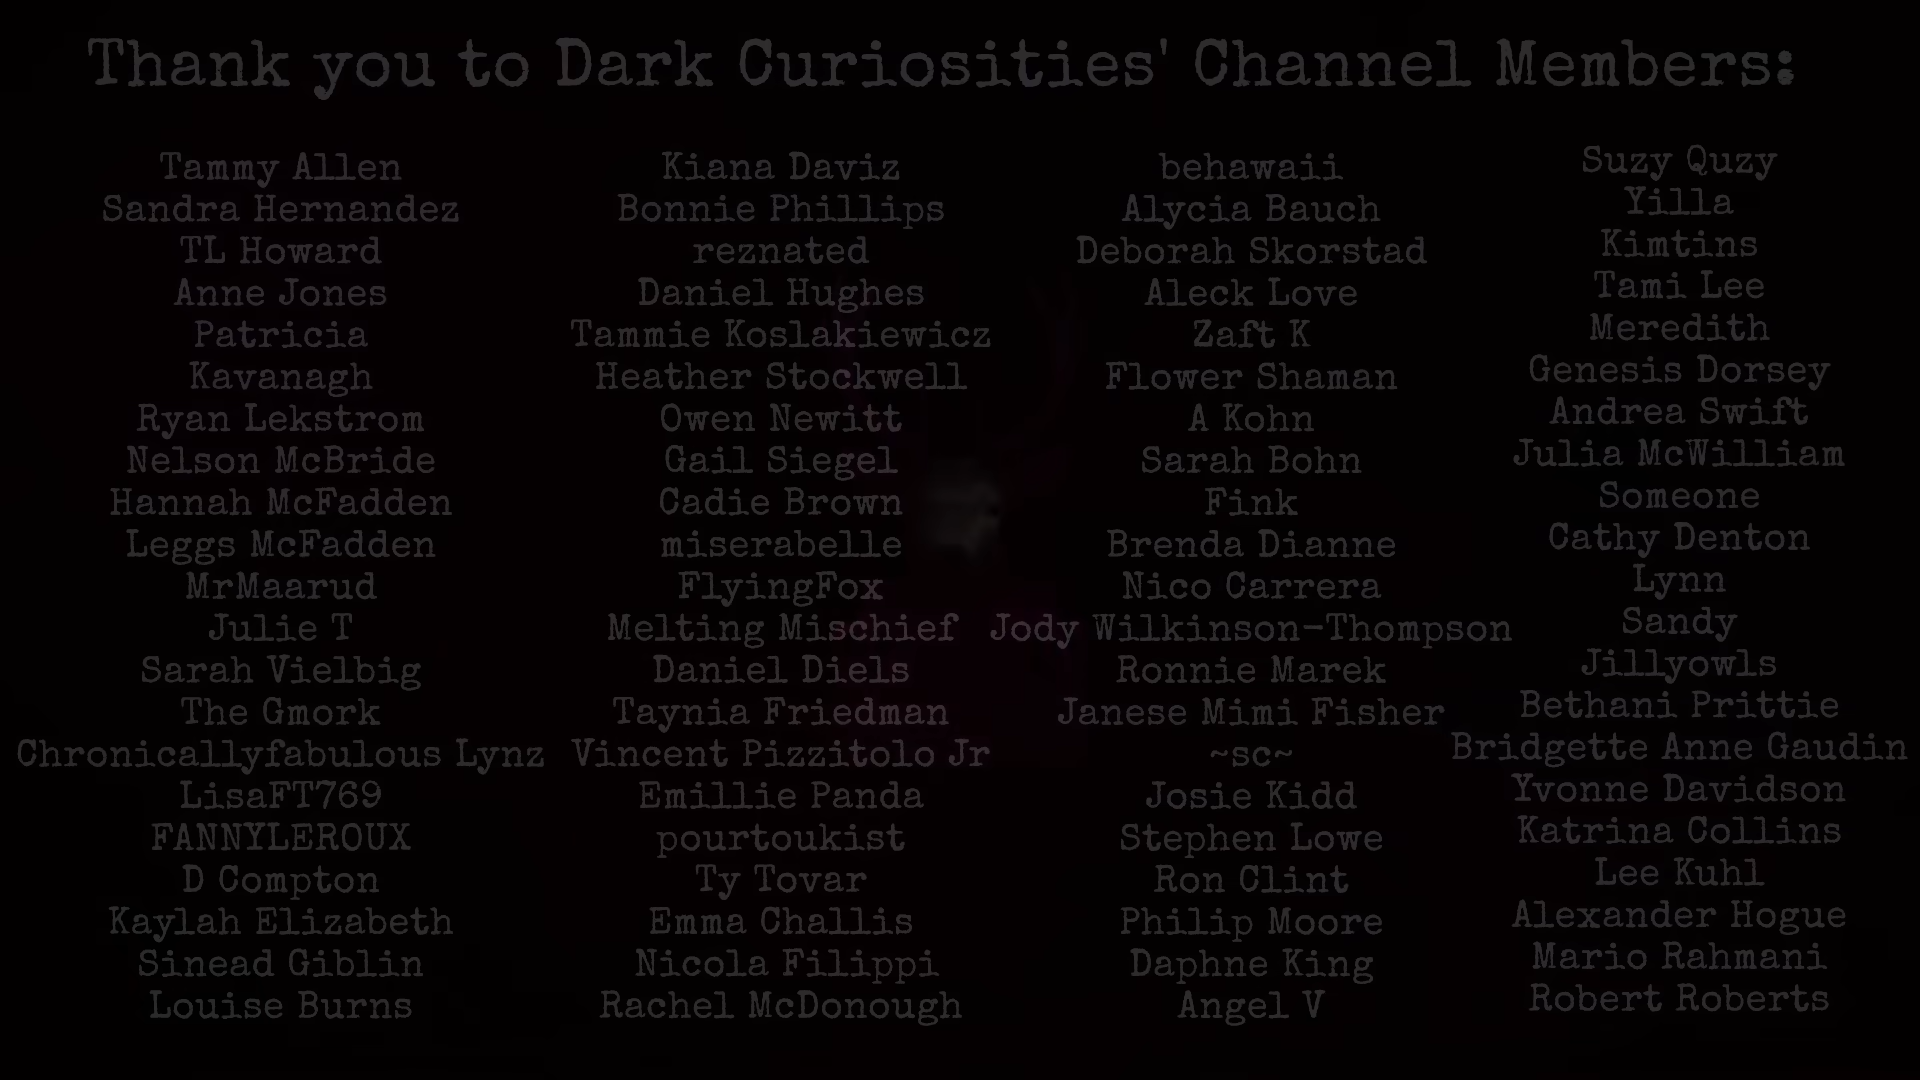 Thank you to Dark Curiosities' Channel Members:
Tammy Allen
Sandra Hernandez
TL Howard
Anne Jones
Patricia
Kavanagh
Ryan Lekstrom
Nelson McBride
Hannah McFadden
Leggs McFadden
MrMaarud
Julie T
Sarah Vielbig
The Gmork
Chronicallyfabulous Lynz
LisaFT769
FANNYLEROUX
D Compton
Kaylah Elizabeth
Sinead Giblin
Louise Burns
Kiana Daviz
Bonnie Phillips
reznated
Daniel Hughes
Tammie Koslakiewicz
Heather Stockwell
Owen Newitt
Gail Siegel
Cadie Brown
miserabelle
FlyingFox
Melting Mischief
Daniel Diels
Taynia Friedman
Vincent Pizzitolo Jr
Emillie Panda
pourtoukist
Ty Tovar
Emma Challis
Nicola Filippi
Rachel McDonough
behawaii
Alycia Bauch
Deborah Skorstad
Aleck Love
Zaft K
Flower Shaman
A Kohn
Sarah Bohn
Fink
Brenda Dianne
Nico Carrera
Jody Wilkinson-Thompson
Ronnie Marek
Janese Mimi Fisher
~sc~
Josie Kidd
Stephen Lowe
Ron Clint
Philip Moore
Daphne King
Angel V
Suzy Quzy
Yilla
Kimtins
Tami Lee
Meredith
Genesis Dorsey
Andrea Swift
Julia McWilliam
Someone
Cathy Denton
Lynn
Sandy
Jillyowls
Bethani Prittie
Bridgette Anne Gaudin
Yvonne Davidson
Katrina Collins
Lee Kuhl
Alexander Hogue
Mario Rahmani
Robert Roberts